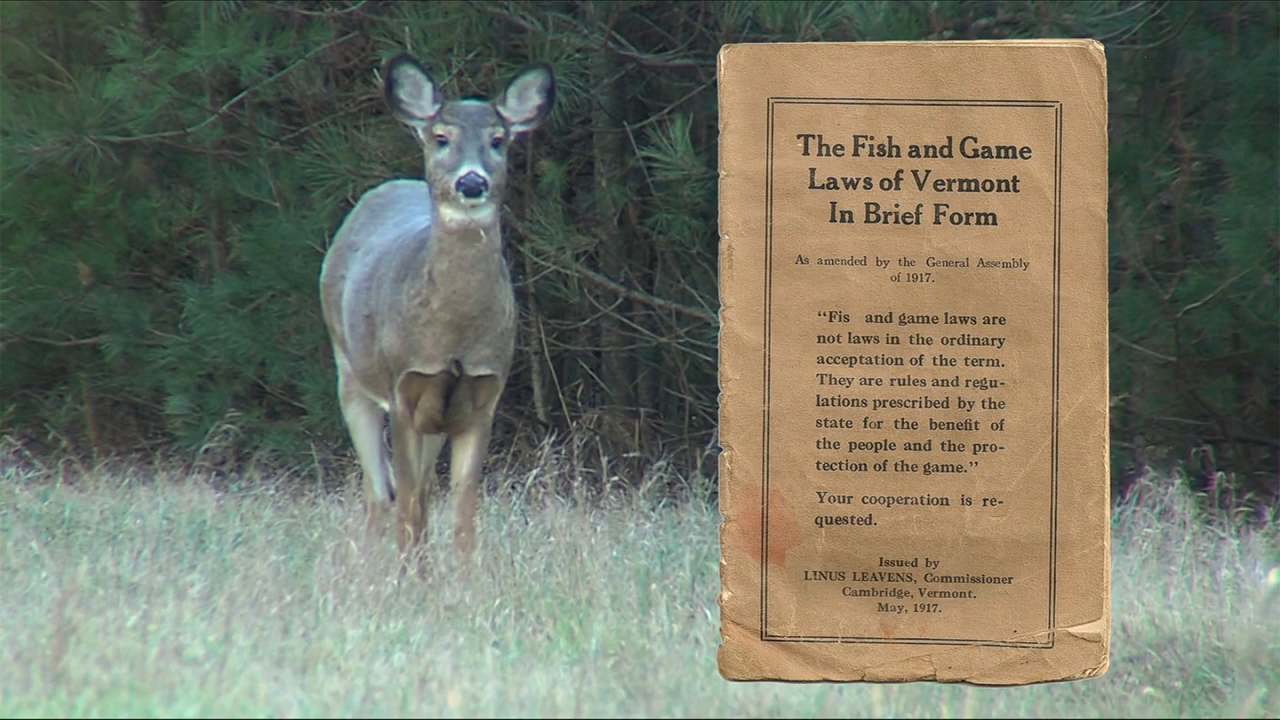 The Fish and Game
Laws of Vermont
In Brief Form
As amended by the General Assembly
of 1917.
“Fis and game laws are
not laws in the ordinary
acceptation of the term.
They are rules and regu-
lations prescribed by the
state for the benefit of
the people and the pro-
tection of the game.”
Your cooperation is re-
quested.
Issued by
LINUS LEAVENS, Commissioner
Cambridge, Vermont.
May, 1917.